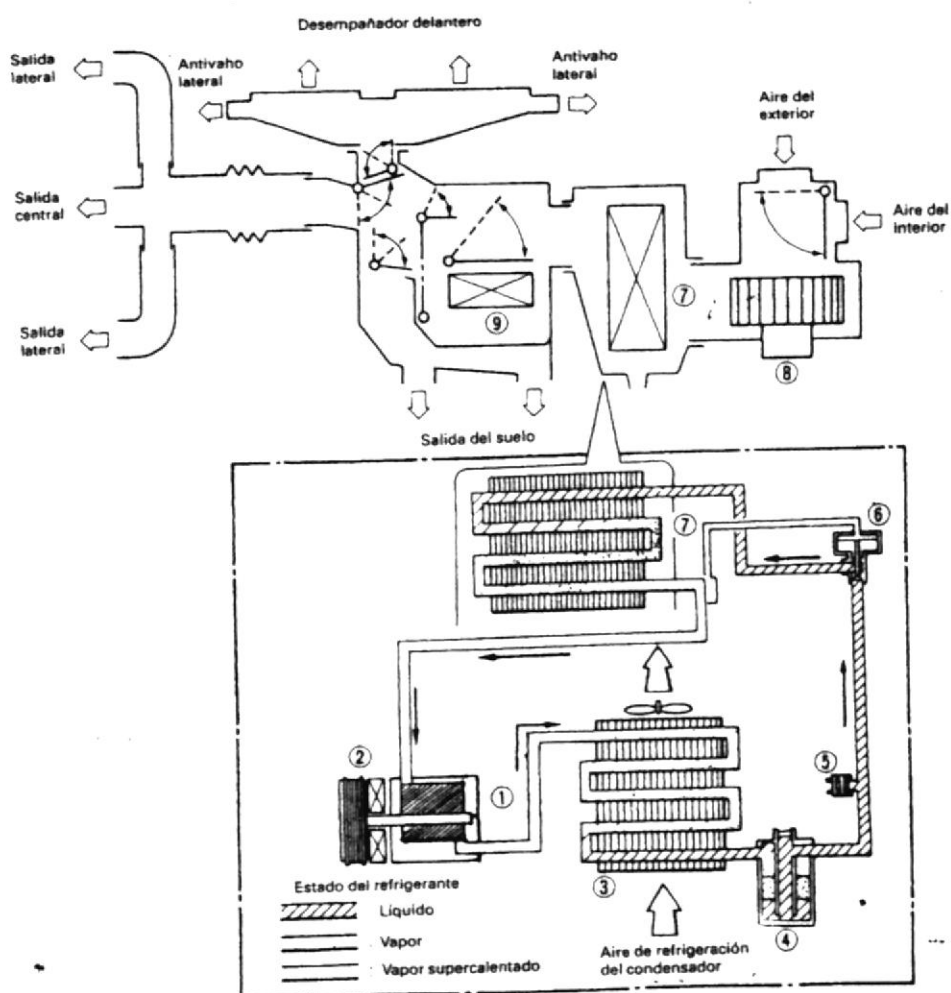 Desempañador delantero
Salida
lateral
Antivaho
lateral
Antivaho
lateral
Aire del
exterior
Salida
central
Aire del
interior
Salida
lateral
⑨
⑦
⑧
Salida del suelo
⑦
⑥
②
①
⑤
③
④
Estado del refrigerante
Líquido
Vapor
Vapor supercalentado
Aire de refrigeración
del condensador